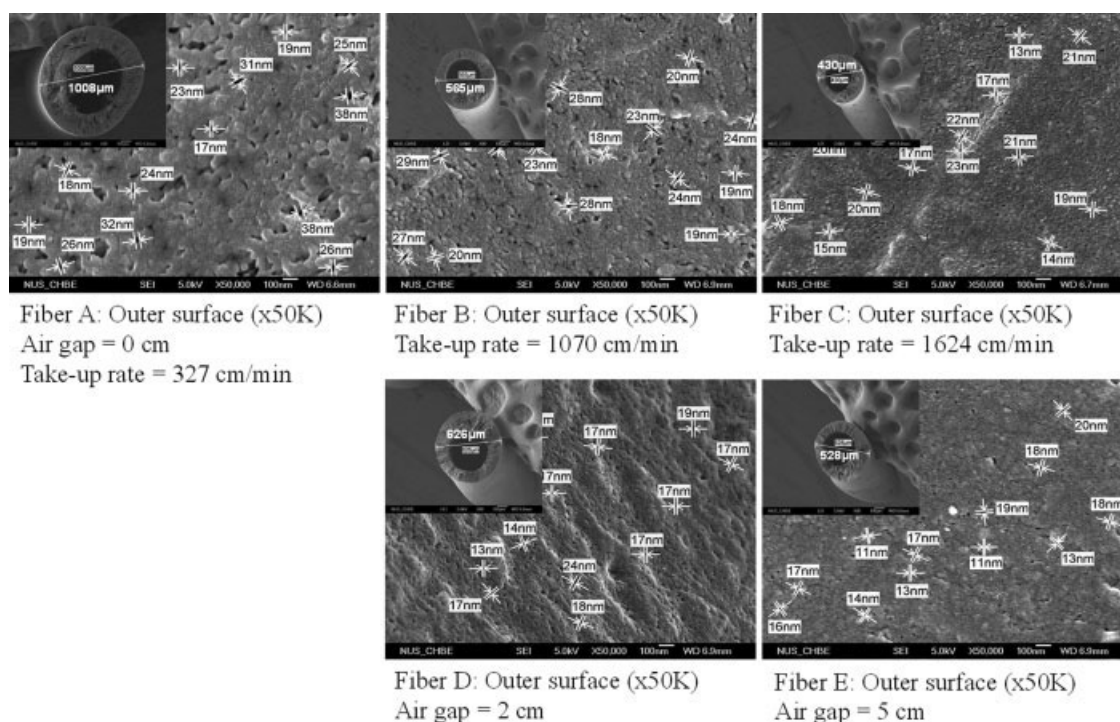 19nm
25nm
31nm
23nm
1008µm
38nm
17nm
24nm
18nm
32nm
38nm
19nm
26nm
26nm
NUS_CHBE SEI 5.0kV X50,000 100nm WD 6.6mm
20nm
565µm
28nm
23nm
24nm
18nm
29nm
23nm
19nm
24nm
28nm
19nm
27nm
20nm
NUS_CHBE SEI 5.0kV X50,000 100nm WD 6.9mm
13nm
21nm
430µm
17nm
22nm
21nm
20nm
17nm
23nm
20nm
19nm
18nm
15nm
14nm
NUS_CHBE SEI 5.0kV X50,000 100nm WD 6.7mm
Fiber A: Outer surface (x50K)
Air gap = 0 cm
Take-up rate = 327 cm/min
Fiber B: Outer surface (x50K)
Take-up rate = 1070 cm/min
Fiber C: Outer surface (x50K)
Take-up rate = 1624 cm/min
626µm
17nm
19nm
17nm
17nm
17nm
14nm
13nm
17nm
24nm
17nm
18nm
NUS_CHBE SEI 5.0kV X50,000 100nm WD 6.9mm
20nm
528µm
18nm
19nm
18nm
11nm
17nm
11nm
13nm
13nm
17nm
14nm
16nm
NUS_CHBE SEI 5.0kV X50,000 100nm WD 6.9mm
Fiber D: Outer surface (x50K)
Air gap = 2 cm
Fiber E: Outer surface (x50K)
Air gap = 5 cm